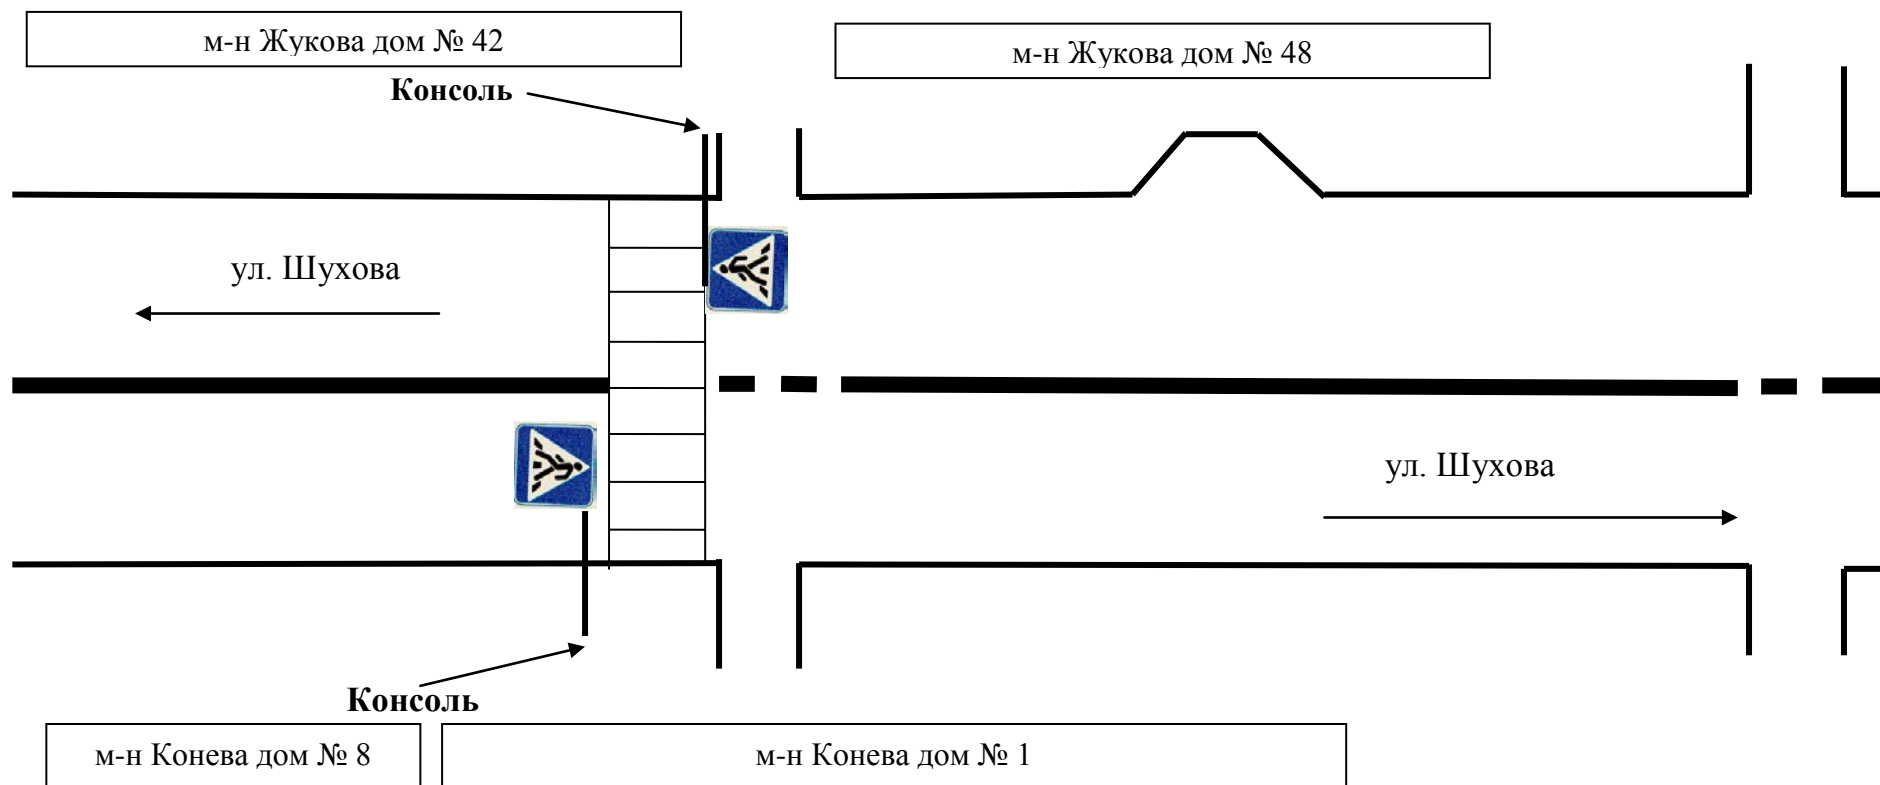 м-н Жукова дом № 42
м-н Жукова дом № 48
Консоль
ул. Шухова
ул. Шухова
Консоль
м-н Конева дом № 8
м-н Конева дом № 1